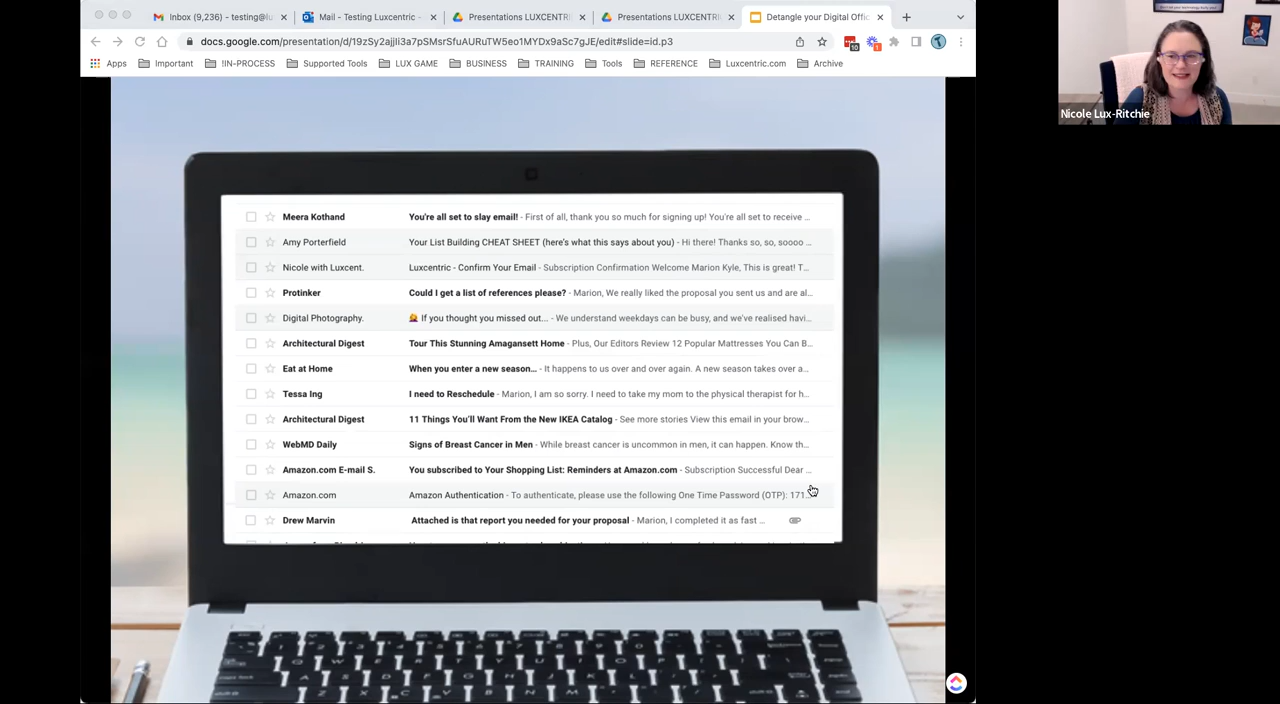 Inbox (9,236) - testing@lu
Mail - Testing Luxcentric -
Presentations LUXCENTRIC
Presentations LUXCENTRI
Detangle your Digital Offic
docs.google.com/presentation/d/19zSy2ajjIi3a7pSMsrSfuAURuTW5eo1MYDSeaSc7gJE/edit#slide=id.p3
10
1
Apps
Important
!IN-PROCESS
Supported Tools
LUX GAME
BUSINESS
TRAINING
Tools
REFERENCE
Luxcentric.com
Archive
Nicole Lux-Ritchie
Meera Kothand You're all set to slay email! - First of all, thank you so much for signing up! You're all set to receive ...
Amy Porterfield Your List Building CHEAT SHEET (here's what this says about you) - Hi there! Thanks so, so, soooo ...
Nicole with Luxcent. Luxcentric - Confirm Your Email - Subscription Confirmation Welcome Marion Kyle, This is great! T...
Protinker Could I get a list of references please? - Marion, We really liked the proposal you sent us and are al...
Digital Photography. If you thought you missed out... - We understand weekdays can be busy, and we've realised havi...
Architectural Digest Tour This Stunning Amagansett Home - Plus, Our Editors Review 12 Popular Mattresses You Can B...
Eat at Home When you enter a new season... - It happens to us over and over again. A new season takes over a...
Tessa Ing I need to Reschedule - Marion, I am so sorry. I need to take my mom to the physical therapist for h...
Architectural Digest 11 Things You'll Want From the New IKEA Catalog - See more stories View this email in your brow...
WebMD Daily Signs of Breast Cancer in Men - While breast cancer is uncommon in men, it can happen. Know th...
Amazon.com E-mail S. You subscribed to Your Shopping List: Reminders at Amazon.com - Subscription Successful Dear ...
Amazon.com Amazon Authentication - To authenticate, please use the following One Time Password (OTP): 171...
Drew Marvin Attached is that report you needed for your proposal - Marion, I completed it as fast ...